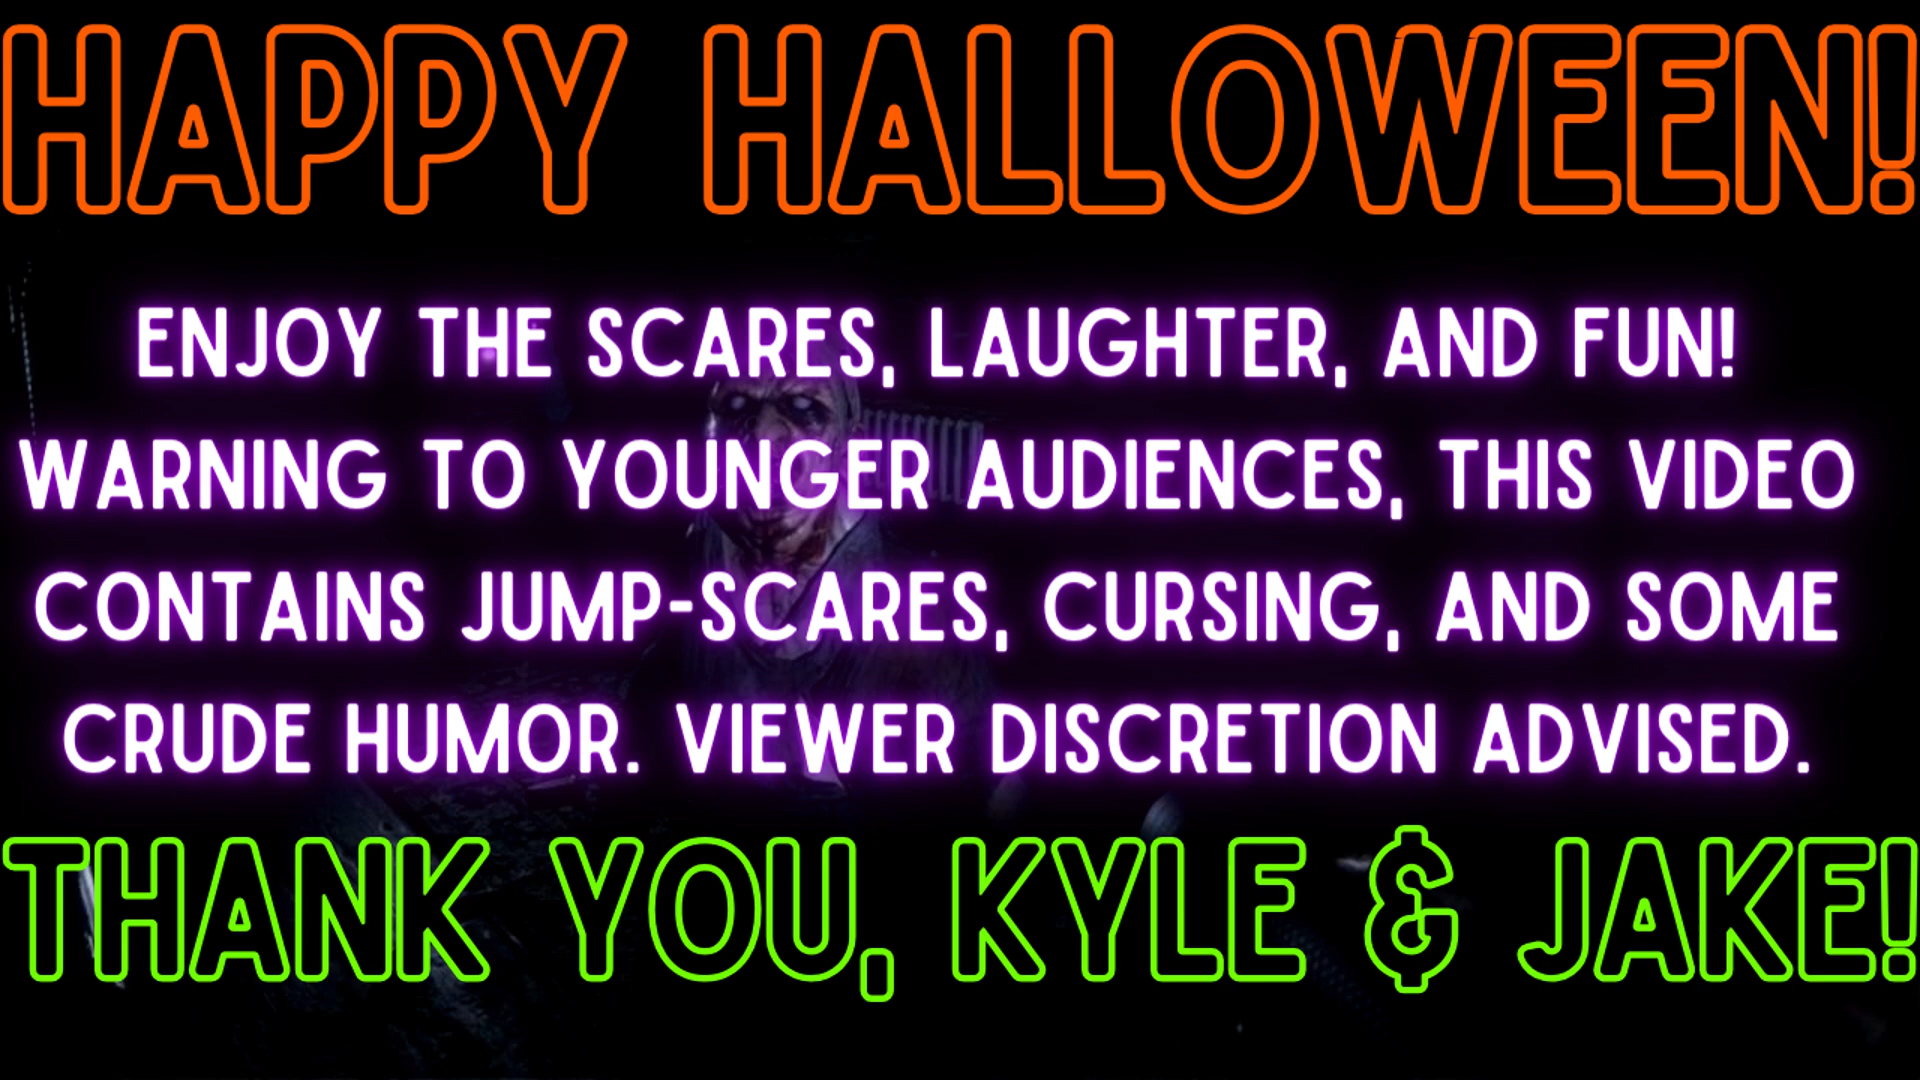 HAPPY HALLOWEEN!
ENJOY THE SCARES, LAUGHTER, AND FUN!
WARNING TO YOUNGER AUDIENCES, THIS VIDEO
CONTAINS JUMP-SCARES, CURSING, AND SOME
CRUDE HUMOR. VIEWER DISCRETION ADVISED.
THANK YOU, KYLE & JAKE!